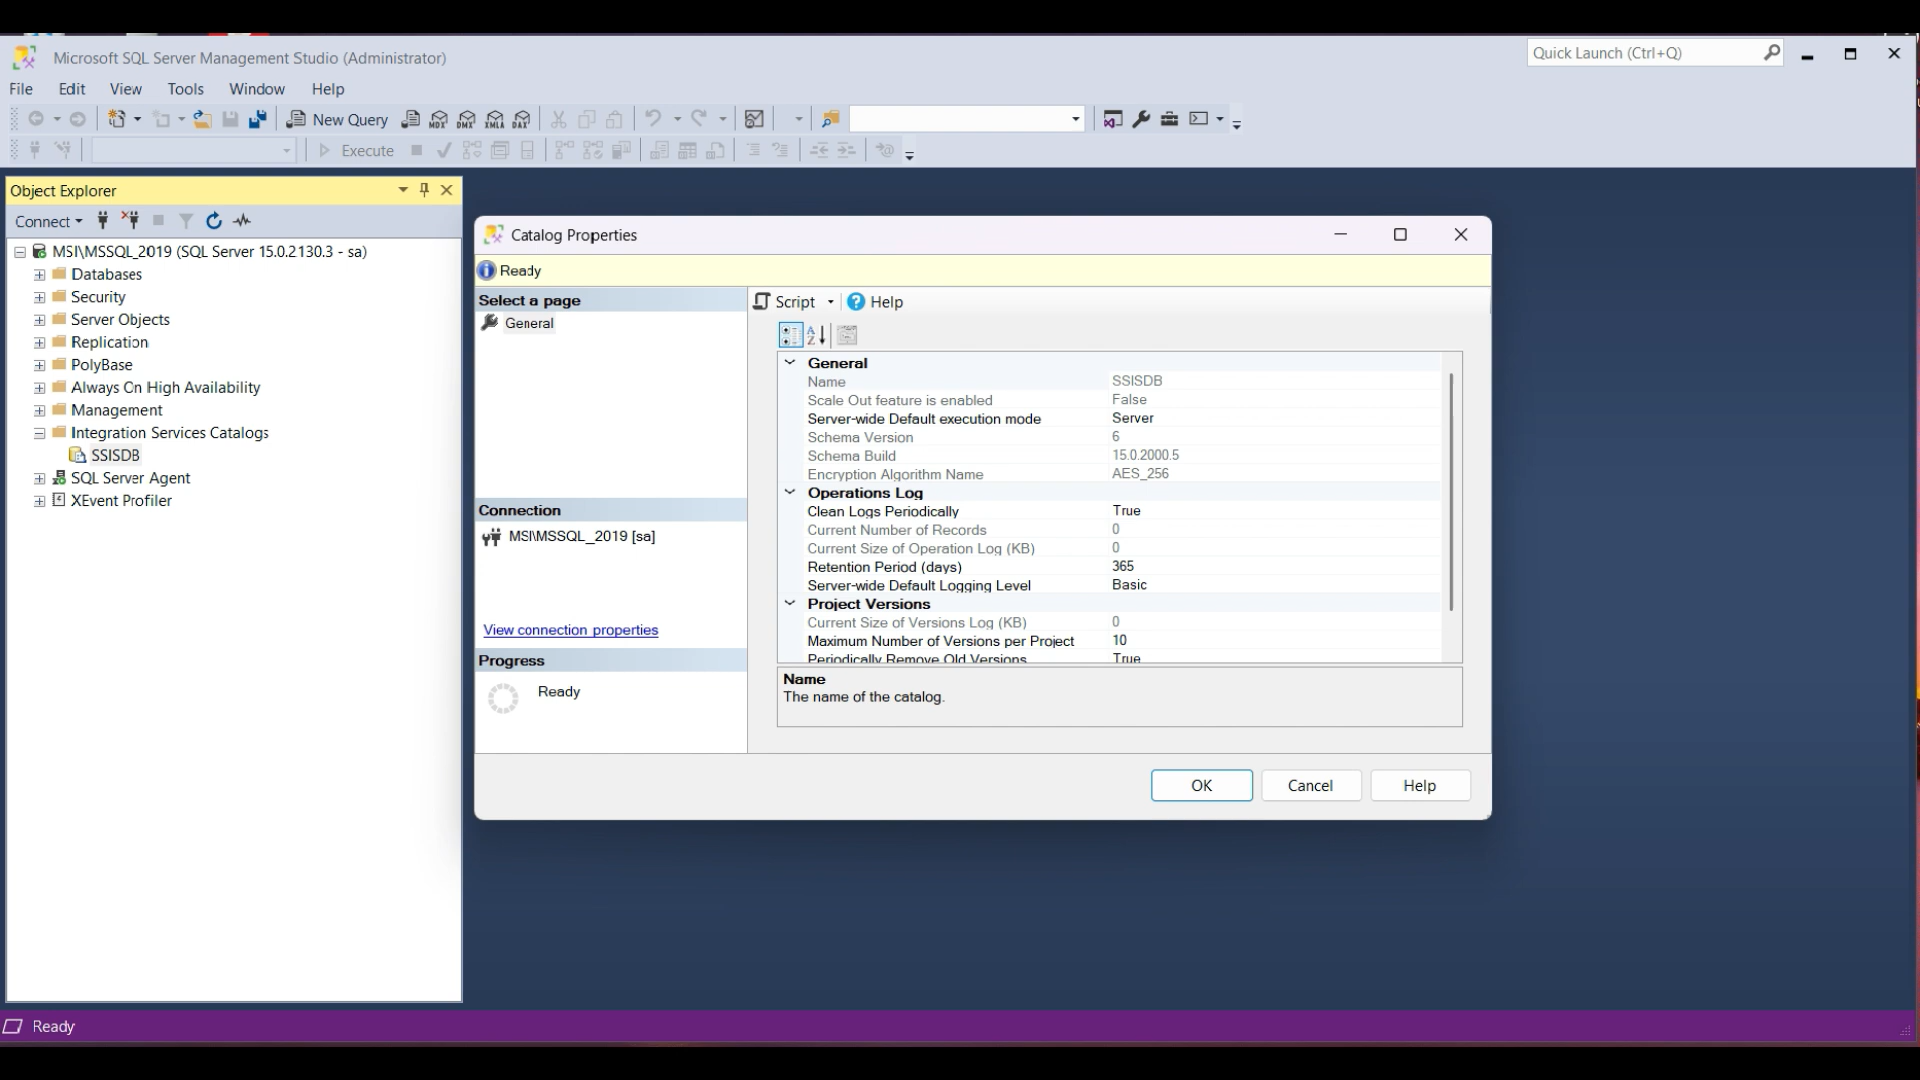 Microsoft SQL Server Management Studio (Administrator)
Quick Launch (Ctrl+Q)
File Edit View Tools Window Help
New Query MDX DMX XMLA DAX
Execute
Object Explorer
Connect
MSI\MSSQL_2019 (SQL Server 15.0.2130.3 - sa)
Databases
Security
Server Objects
Replication
PolyBase
Always On High Availability
Management
Integration Services Catalogs
SSISDB
SQL Server Agent
XEvent Profiler
Catalog Properties
Ready
Select a page
General
Connection
MSI\MSSQL_2019 [sa]
View connection properties
Progress
Ready
Script Help
General
Name SSISDB
Scale Out feature is enabled False
Server-wide Default execution mode Server
Schema Version 6
Schema Build 15.0.2000.5
Encryption Algorithm Name AES_256
Operations Log
Clean Logs Periodically True
Current Number of Records 0
Current Size of Operation Log (KB) 0
Retention Period (days) 365
Server-wide Default Logging Level Basic
Project Versions
Current Size of Versions Log (KB) 0
Maximum Number of Versions per Project 10
Periodically Remove Old Versions True
Name
The name of the catalog.
OK Cancel Help
Ready